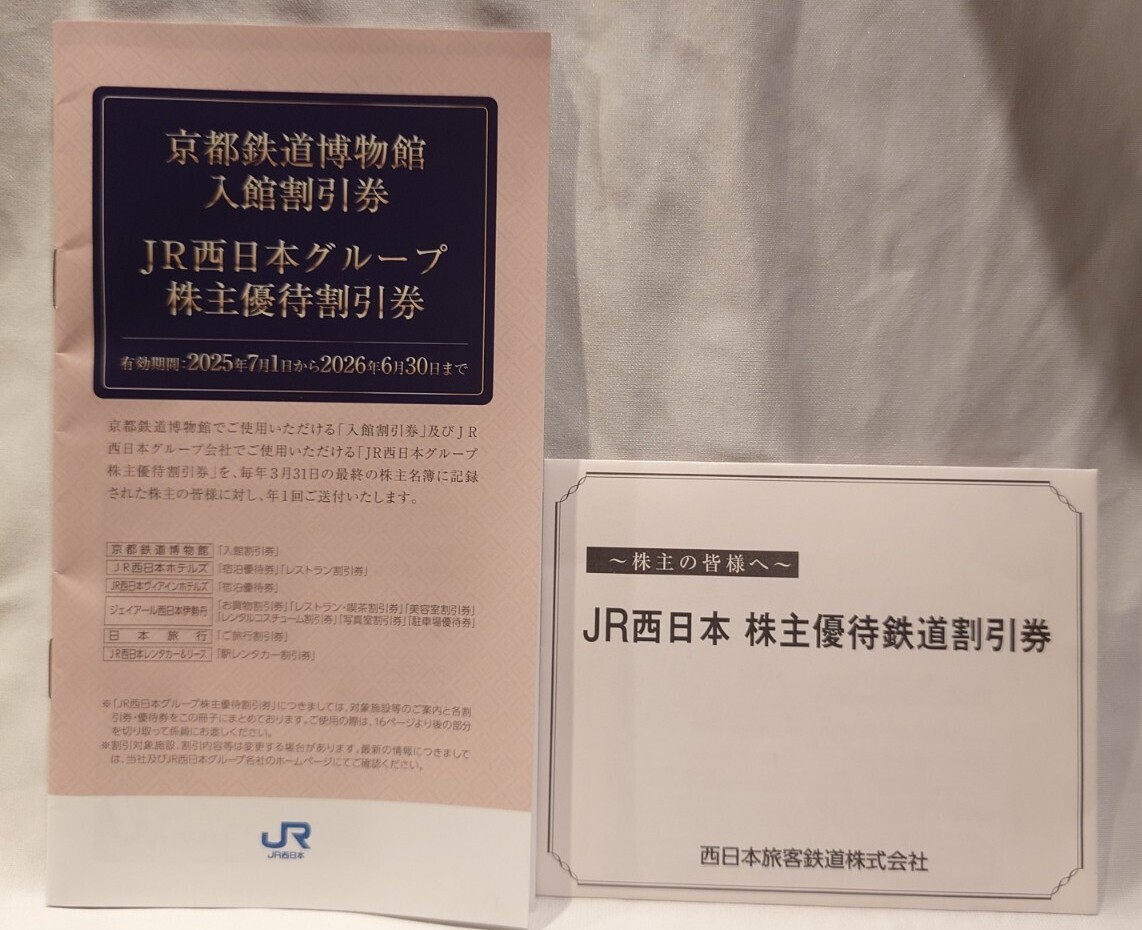 京都鉄道博物館
入館割引券
JR西日本グループ
株主優待割引券
有効期間:2025年7月1日から2026年6月30日まで
京都鉄道博物館でご使用いただける「入館割引券」及びJR
西日本グループ会社でご使用いただける「JR西日本グループ
株主優待割引券」を、毎年3月31日の最終の株主名簿に記録
された株主の皆様に対し、年1回ご送付いたします。
京都鉄道博物館「入館割引券」
JR西日本ホテルズ「宿泊優待券」「レストラン割引券」
JR西日本ヴィアインホテルズ「宿泊優待券」
ジェイアール西日本伊勢丹「お買物割引券」「レストラン・喫茶割引券」「美容室割引券」
「レンタルコスチューム割引券」「写真室割引券」「駐車場優待券」
日本旅行「ご旅行割引券」
JR西日本レンタカー&リース「駅レンタカー割引券」
※「JR西日本グループ株主優待割引券」につきましては、対象施設等のご案内と各割
引券・優待券をこの冊子にまとめております。ご使用の際は、16ページより後の部分
を切り取って係員にお渡しください。
※割引対象施設、割引内容等は変更する場合があります。最新の情報につきまして
は、当社及びJR西日本グループ各社のホームページにてご確認ください。
JR
JR西日本
~株主の皆様へ~
JR西日本 株主優待鉄道割引券
西日本旅客鉄道株式会社